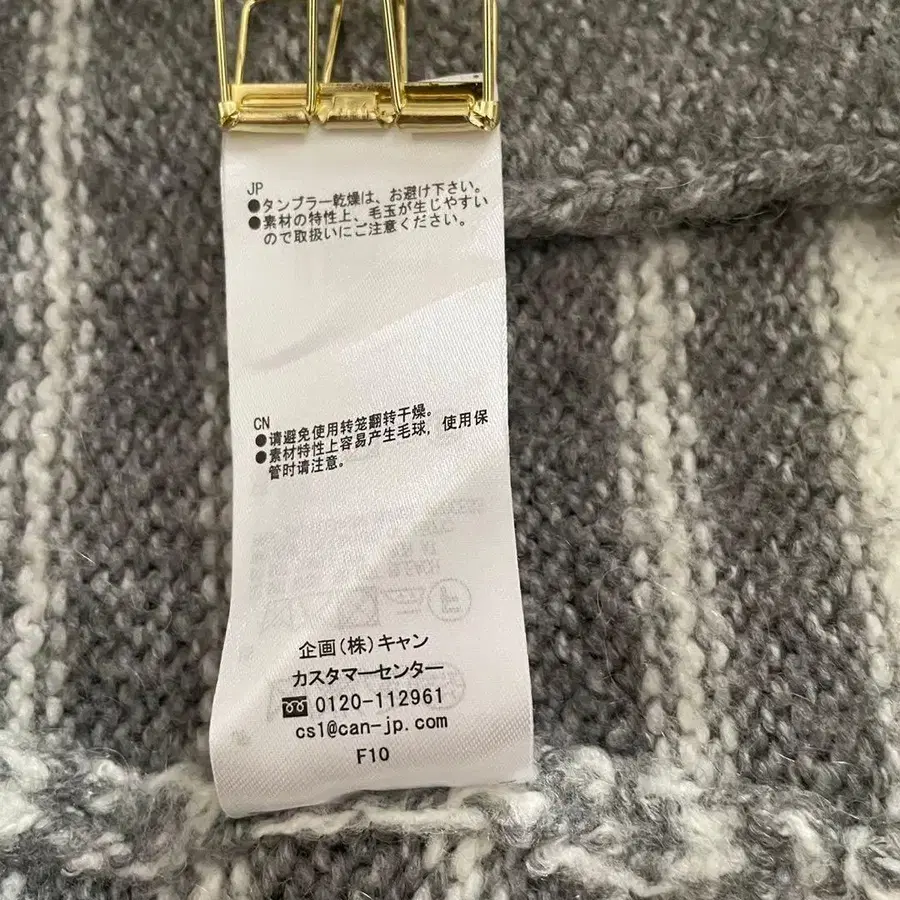 JP
●タンブラー乾燥は、お避け下さい。
●素材の特性上、毛玉が生じやすい
ので取扱いにご注意ください。
CN
●请避免使用转笼翻转干燥。
●素材特性上容易产生毛球，使用保
管时请注意。
企画(株)キャン
カスタマーセンター
0120-112961
cs1@can-jp.com
F10